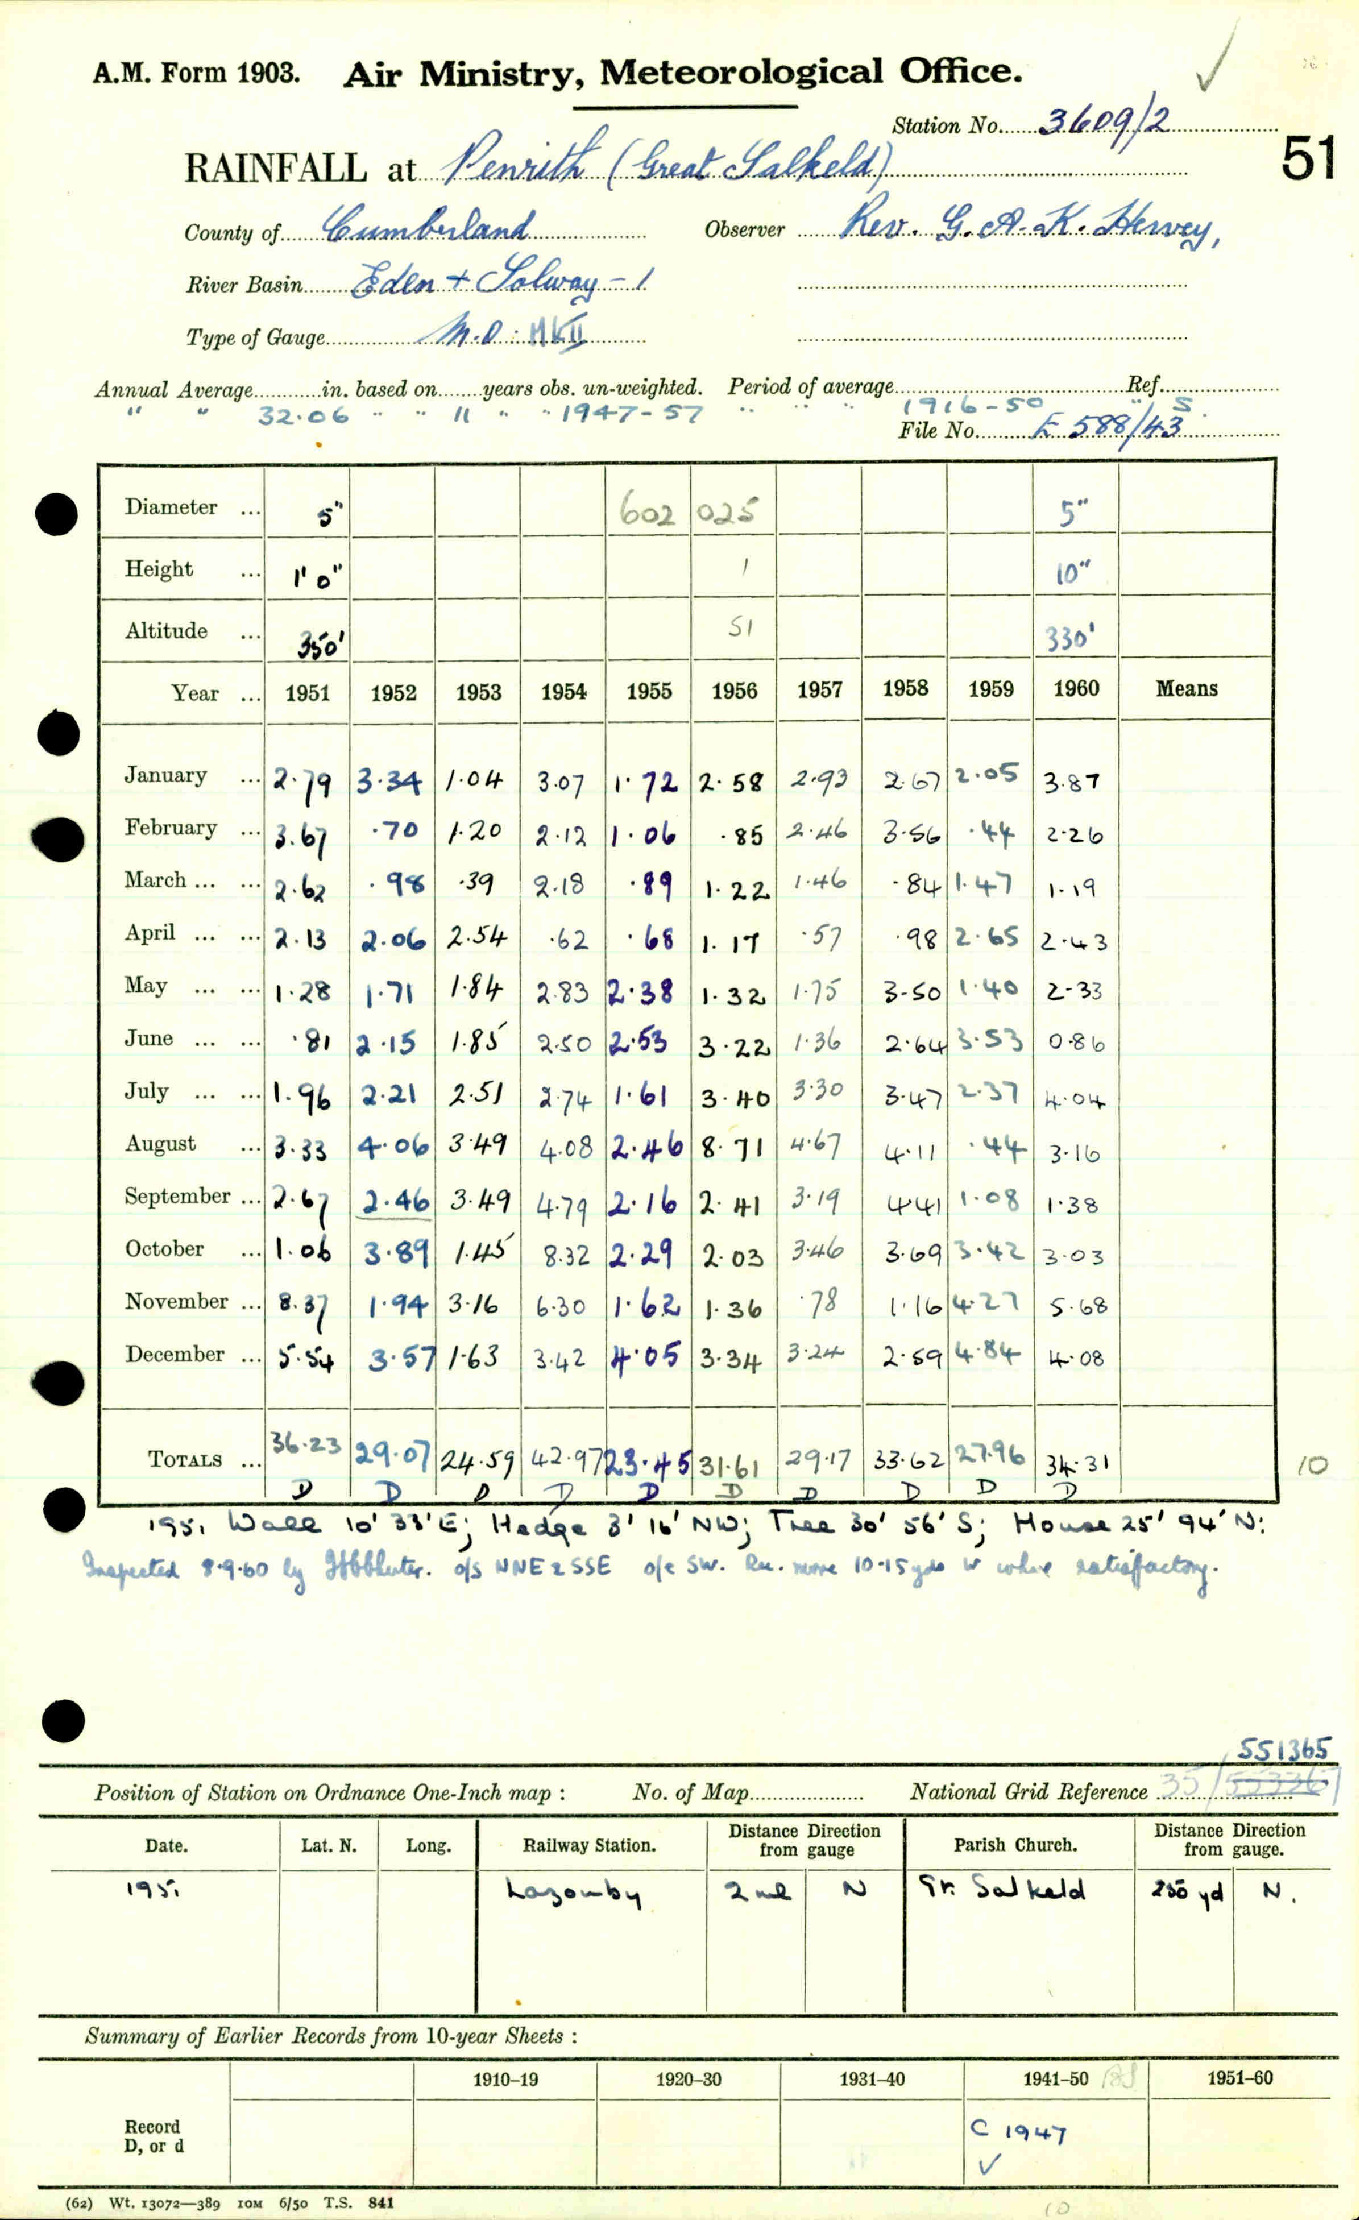 A.M. Form 1903. Air Ministry, Meteorological Office.
Station No. 3609/2
51
RAINFALL at Penrith (Great Salkeld)
County of Cumberland Observer Rev. G. A. K. Hervey,
River Basin Eden + Solway - 1
Type of Gauge M.O. MkII
Annual Average in. based on years obs. un-weighted. Period of average Ref.
" " 32.06 " " 11 " " 1947-57 " " " 1916-50 " S.
File No. E 588/43
Diameter ... 5" 602 025 5"
Height ... 1' 0" 1 10"
Altitude ... 350' 51 330'
Year ... 1951 1952 1953 1954 1955 1956 1957 1958 1959 1960 Means
January ... 2.79 3.34 1.04 3.07 1.72 2.58 2.93 2.67 2.05 3.87
February ... 3.67 .70 1.20 2.12 1.06 .85 2.46 3.56 .44 2.26
March ... ... 2.62 .98 .39 2.18 .89 1.22 1.46 .84 1.47 1.19
April ... ... 2.13 2.06 2.54 .62 .68 1.17 .57 .98 2.65 2.43
May ... ... 1.28 1.71 1.84 2.83 2.38 1.32 1.75 3.50 1.40 2.33
June ... ... .81 2.15 1.85 2.50 2.53 3.22 1.36 2.64 3.53 0.86
July ... ... 1.96 2.21 2.51 2.74 1.61 3.40 3.30 3.47 2.37 4.04
August ... 3.33 4.06 3.49 4.08 2.46 8.71 4.67 4.11 .44 3.16
September ... 2.67 2.46 3.49 4.79 2.16 2.41 3.19 4.41 1.08 1.38
October ... 1.06 3.89 1.45 8.32 2.29 2.03 3.46 3.69 3.42 3.03
November ... 8.37 1.94 3.16 6.30 1.62 1.36 .78 1.16 4.27 5.68
December ... 5.54 3.57 1.63 3.42 4.05 3.34 3.24 2.59 4.84 4.08
TOTALS ... 36.23 29.07 24.59 42.97 23.45 31.61 29.17 33.62 27.96 34.31 10
D D D D D D D D D D
1951 Wall 10' 33' E; Hedge 3' 16' NW; Tree 30' 56' S; House 25' 94' N:
Inspected 8.9.60 by o/s NNE & SSE o/c SW. move 10-15 yds W where satisfactory.
551365
Position of Station on Ordnance One-Inch map : No. of Map National Grid Reference 35/553367
Date. Lat. N. Long. Railway Station. Distance Direction from gauge Parish Church. Distance Direction from gauge.
1951 Lazonby 2 ml N Gr. Salkeld 250 yd N.
Summary of Earlier Records from 10-year Sheets :
1910-19 1920-30 1931-40 1941-50 1951-60
Record D, or d
C 1947
(62) Wt. 13072—389 10M 6/50 T.S. 841
10